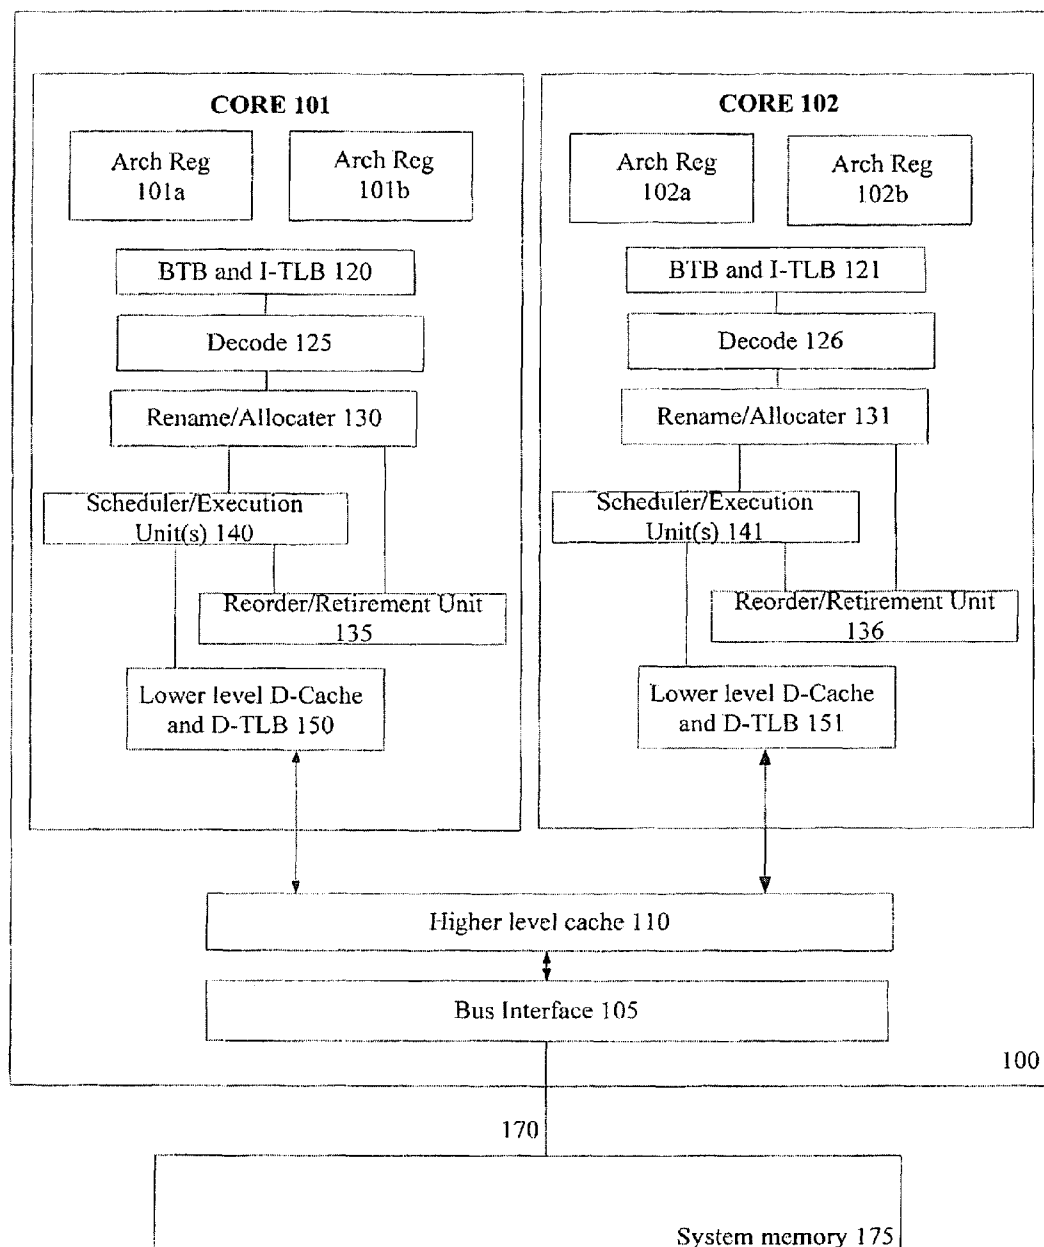 CORE 101
Arch Reg
101a
Arch Reg
101b
BTB and I-TLB 120
Decode 125
Rename/Allocater 130
Scheduler/Execution
Unit(s) 140
Reorder/Retirement Unit
135
Lower level D-Cache
and D-TLB 150
CORE 102
Arch Reg
102a
Arch Reg
102b
BTB and I-TLB 121
Decode 126
Rename/Allocater 131
Scheduler/Execution
Unit(s) 141
Reorder/Retirement Unit
136
Lower level D-Cache
and D-TLB 151
Higher level cache 110
Bus Interface 105
100
170
System memory 175